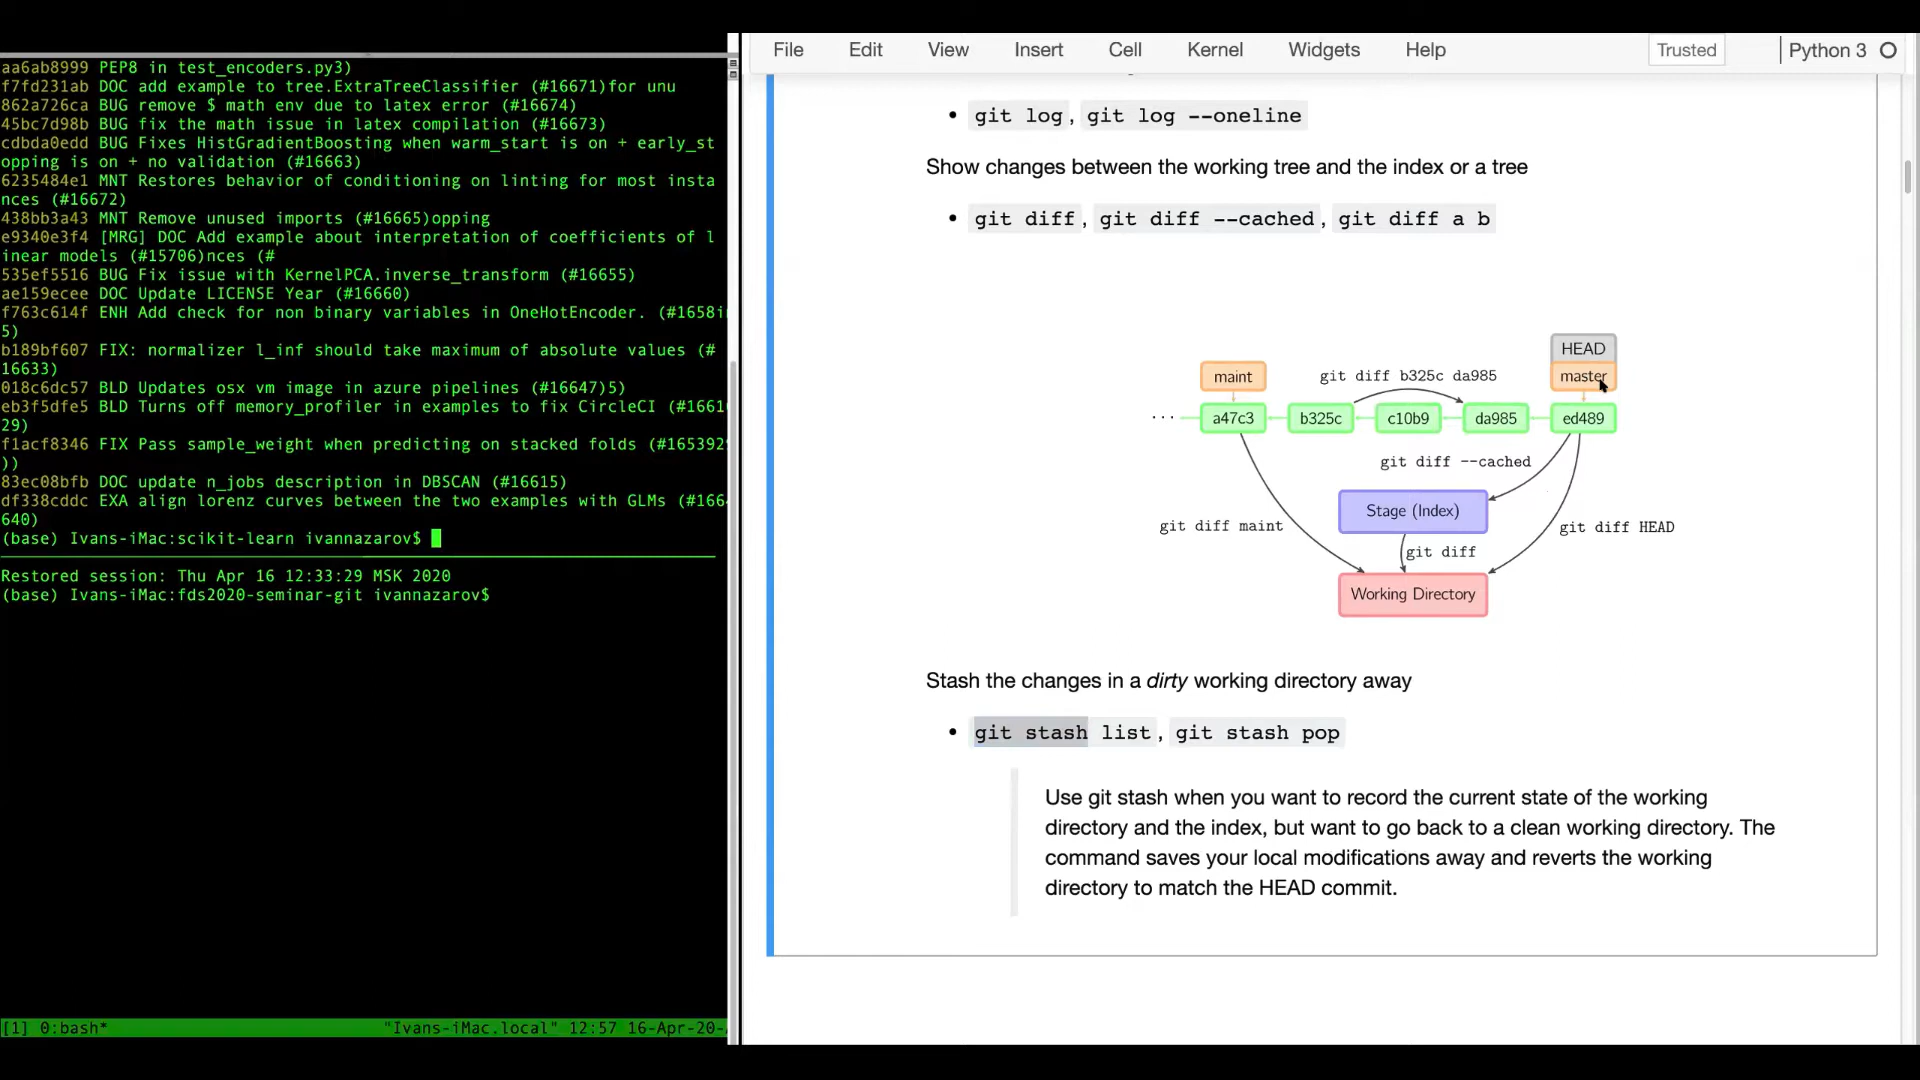 aa6ab8999 PEP8 in test_encoders.py3)
f7fd231ab DOC add example to tree.ExtraTreeClassifier (#16671)for unu
862a726ca BUG remove $ math env due to latex error (#16674)
45bc7d98b BUG fix the math issue in latex compilation (#16673)
cdbda0edd BUG Fixes HistGradientBoosting when warm_start is on + early_st
opping is on + no validation (#16663)
6235484e1 MNT Restores behavior of conditioning on linting for most insta
nces (#16672)
438bb3a43 MNT Remove unused imports (#16665)opping
e9340e3f4 [MRG] DOC Add example about interpretation of coefficients of l
inear models (#15706)nces (#
535ef5516 BUG Fix issue with KernelPCA.inverse_transform (#16655)
ae159ecee DOC Update LICENSE Year (#16660)
f763c614f ENH Add check for non binary variables in OneHotEncoder. (#1658i
5)
b189bf607 FIX: normalizer l_inf should take maximum of absolute values (#
16633)
018c6dc57 BLD Updates osx vm image in azure pipelines (#16647)5)
eb3f5dfe5 BLD Turns off memory_profiler in examples to fix CircleCI (#1661
29)
f1acf8346 FIX Pass sample_weight when predicting on stacked folds (#165392
))
83ec08bfb DOC update n_jobs description in DBSCAN (#16615)
df338cddc EXA align lorenz curves between the two examples with GLMs (#166
640)
(base) Ivans-iMac:scikit-learn ivannazarov$
Restored session: Thu Apr 16 12:33:29 MSK 2020
(base) Ivans-iMac:fds2020-seminar-git ivannazarov$
[1] 0:bash* "Ivans-iMac.local" 12:57 16-Apr-20
File Edit View Insert Cell Kernel Widgets Help Trusted Python 3
• git log, git log --oneline
Show changes between the working tree and the index or a tree
• git diff, git diff --cached, git diff a b
HEAD
maint git diff b325c da985 master
... a47c3 b325c c10b9 da985 ed489
git diff --cached
Stage (Index)
git diff maint git diff HEAD
git diff
Working Directory
Stash the changes in a dirty working directory away
• git stash list, git stash pop
Use git stash when you want to record the current state of the working
directory and the index, but want to go back to a clean working directory. The
command saves your local modifications away and reverts the working
directory to match the HEAD commit.